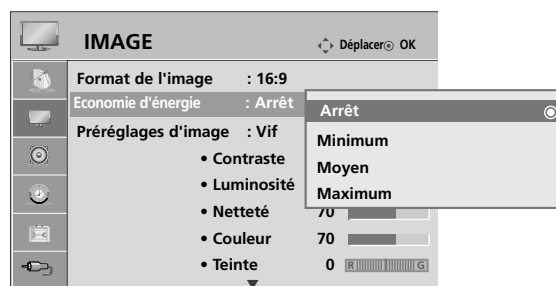 IMAGE
Déplacer OK
Format de l'image : 16:9
Economie d'énergie : Arrêt
Préréglages d'image : Vif
• Contraste
• Luminosité
• Netteté 70
• Couleur 70
• Teinte 0 R G
Arrêt
Minimum
Moyen
Maximum